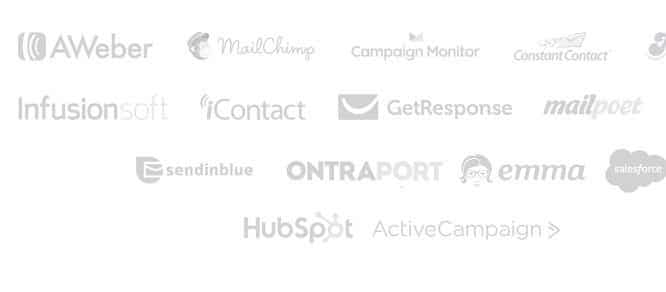 AWeber MailChimp Campaign Monitor Constant Contact
Infusionsoft iContact GetResponse mailpoet
sendinblue ONTRAPORT emma salesforce
HubSpot ActiveCampaign